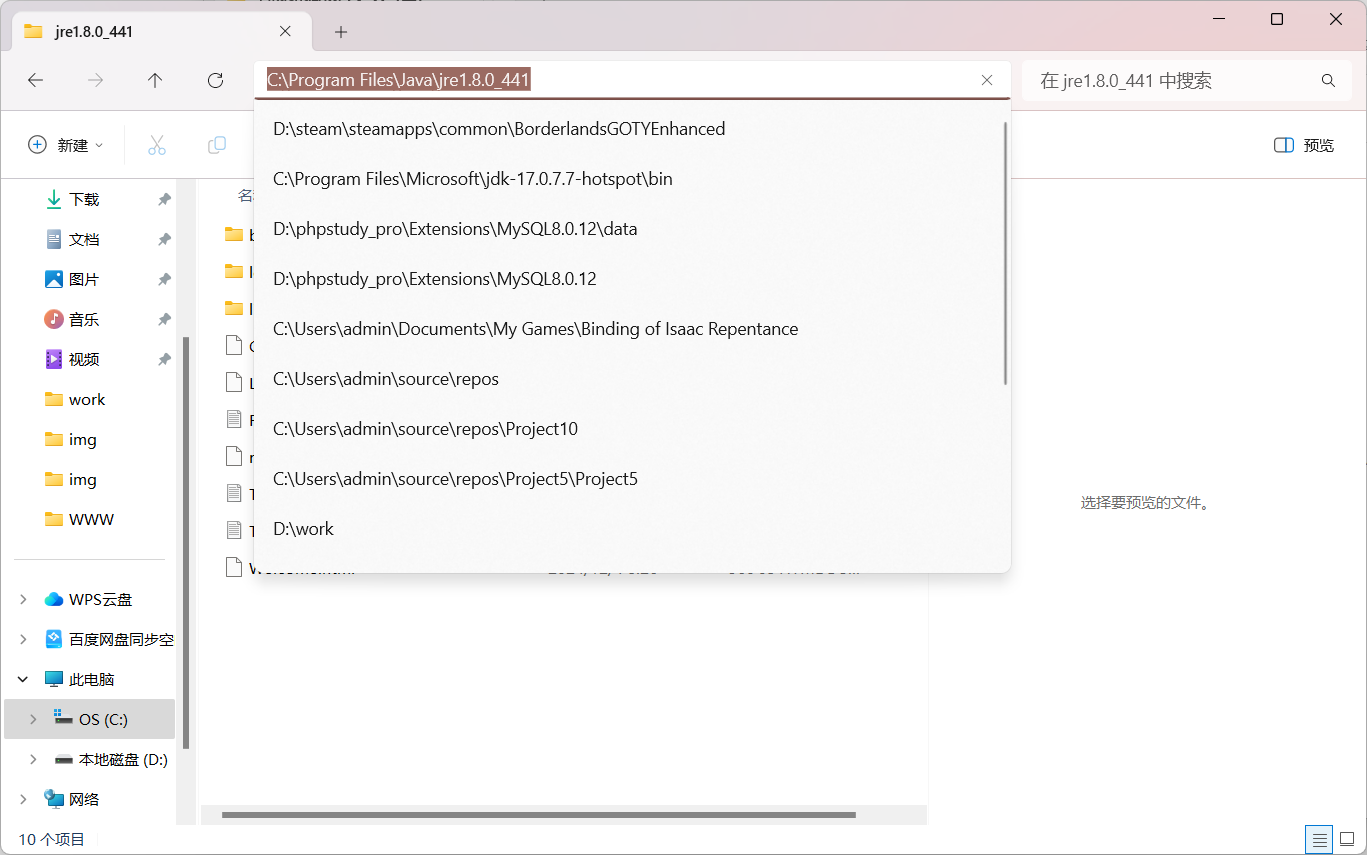 jre1.8.0_441
C:\Program Files\Java\jre1.8.0_441
在 jre1.8.0_441 中搜索
新建
预览
D:\steam\steamapps\common\BorderlandsGOTYEnhanced
C:\Program Files\Microsoft\jdk-17.0.7.7-hotspot\bin
D:\phpstudy_pro\Extensions\MySQL8.0.12\data
D:\phpstudy_pro\Extensions\MySQL8.0.12
C:\Users\admin\Documents\My Games\Binding of Isaac Repentance
C:\Users\admin\source\repos
C:\Users\admin\source\repos\Project10
C:\Users\admin\source\repos\Project5\Project5
D:\work
下载
文档
图片
音乐
视频
work
img
img
WWW
WPS云盘
百度网盘同步空
此电脑
OS (C:)
本地磁盘 (D:)
网络
选择要预览的文件。
10 个项目